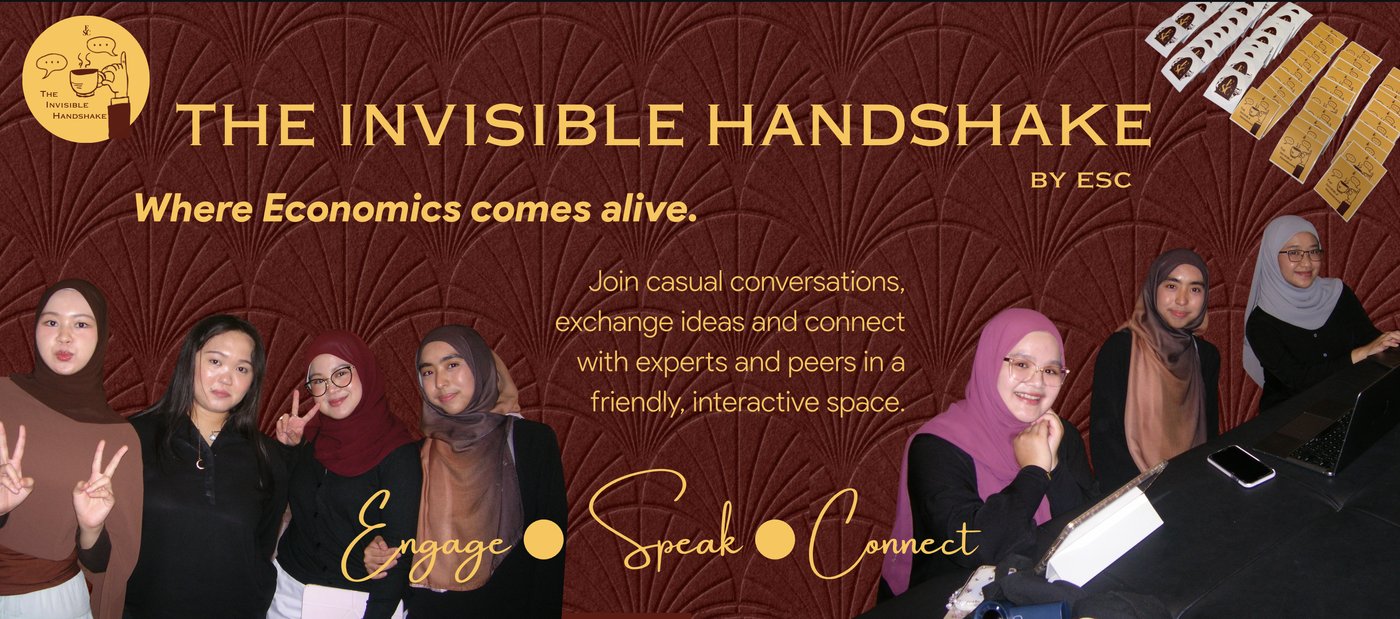 ESC
THE
INVISIBLE
HANDSHAKE
THE INVISIBLE HANDSHAKE
BY ESC
Where Economics comes alive.
Join casual conversations,
exchange ideas and connect
with experts and peers in a
friendly, interactive space.
Engage ● Speak ● Connect